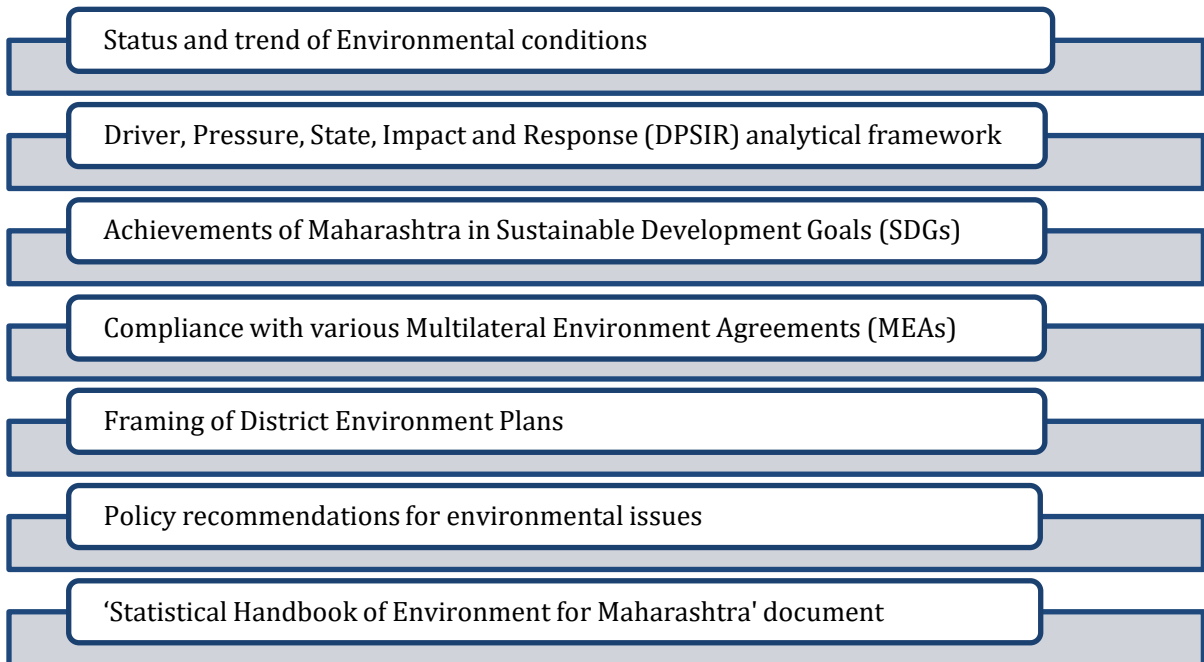 Status and trend of Environmental conditions
Driver, Pressure, State, Impact and Response (DPSIR) analytical framework
Achievements of Maharashtra in Sustainable Development Goals (SDGs)
Compliance with various Multilateral Environment Agreements (MEAs)
Framing of District Environment Plans
Policy recommendations for environmental issues
‘Statistical Handbook of Environment for Maharashtra' document